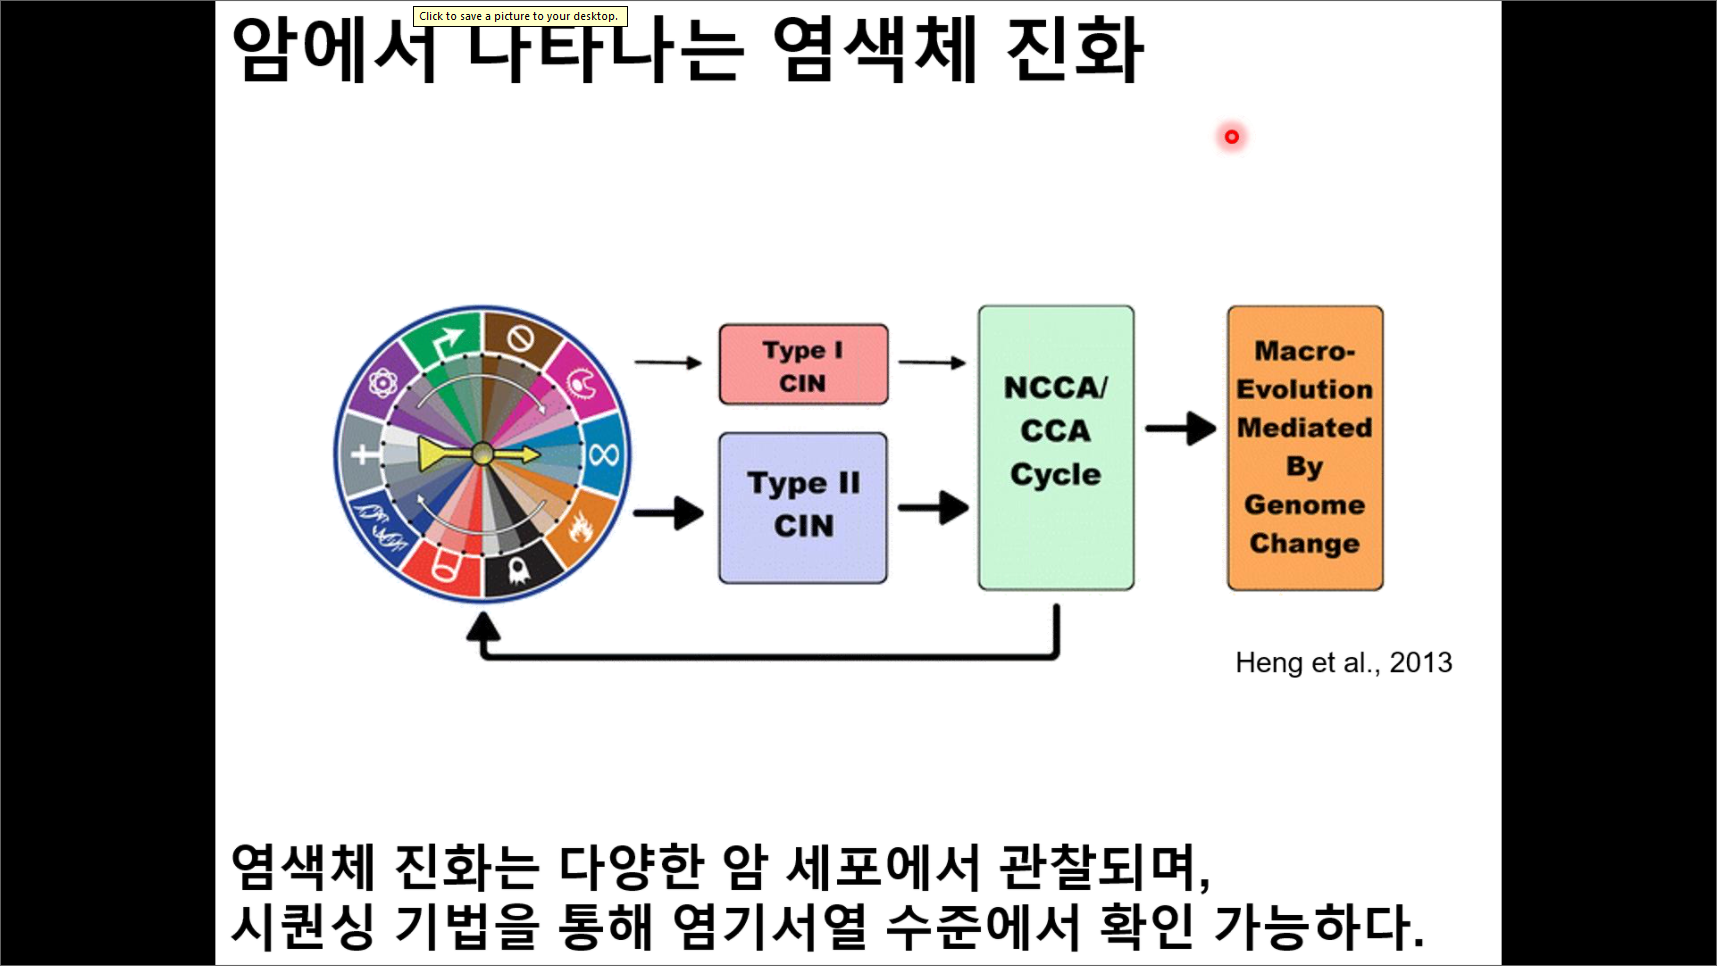 Click to save a picture to your desktop.
암에서 나타나는 염색체 진화
Type I
CIN
Type II
CIN
NCCA/
CCA
Cycle
Macro-
Evolution
Mediated
By
Genome
Change
Heng et al., 2013
염색체 진화는 다양한 암 세포에서 관찰되며,
시퀀싱 기법을 통해 염기서열 수준에서 확인 가능하다.